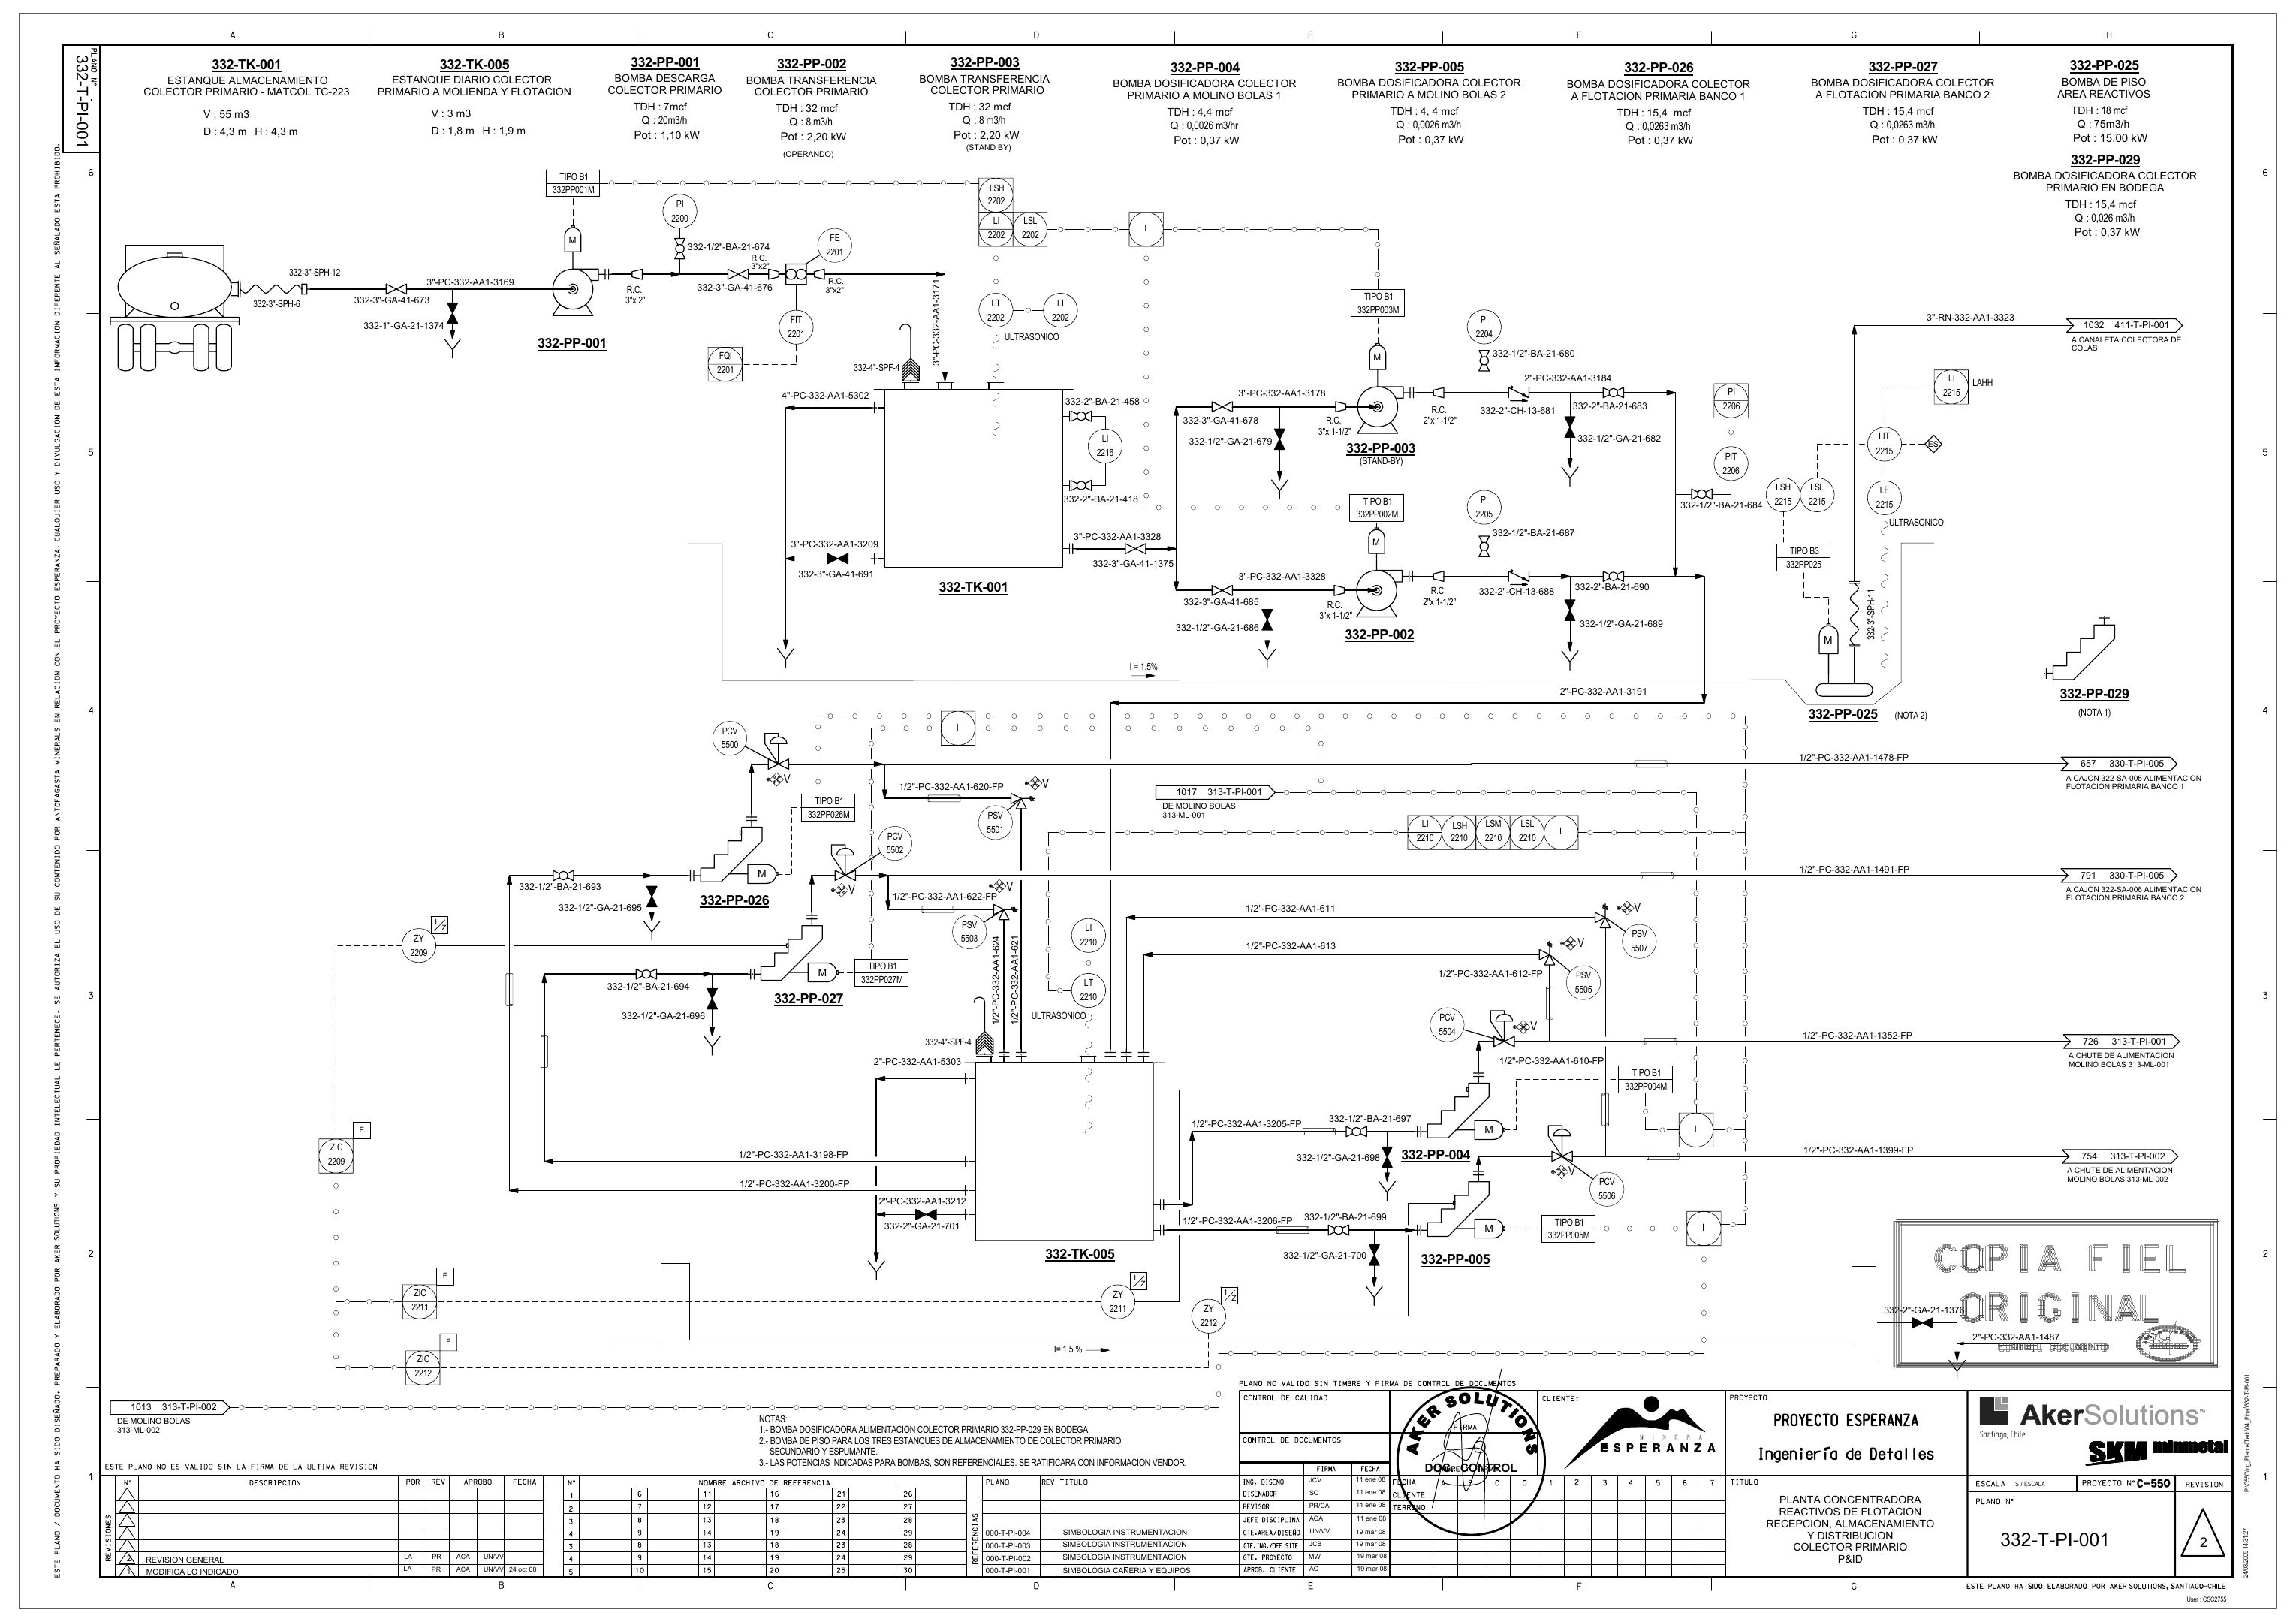 A B C D E F G H
PLANO N°
332-T-PI-001
332-TK-001
ESTANQUE ALMACENAMIENTO
COLECTOR PRIMARIO - MATCOL TC-223
V : 55 m3
D : 4,3 m H : 4,3 m
332-TK-005
ESTANQUE DIARIO COLECTOR
PRIMARIO A MOLIENDA Y FLOTACION
V : 3 m3
D : 1,8 m H : 1,9 m
332-PP-001
BOMBA DESCARGA
COLECTOR PRIMARIO
TDH : 7mcf
Q : 20m3/h
Pot : 1,10 kW
332-PP-002
BOMBA TRANSFERENCIA
COLECTOR PRIMARIO
TDH : 32 mcf
Q : 8 m3/h
Pot : 2,20 kW
(OPERANDO)
332-PP-003
BOMBA TRANSFERENCIA
COLECTOR PRIMARIO
TDH : 32 mcf
Q : 8 m3/h
Pot : 2,20 kW
(STAND BY)
332-PP-004
BOMBA DOSIFICADORA COLECTOR
PRIMARIO A MOLINO BOLAS 1
TDH : 4,4 mcf
Q : 0,0026 m3/hr
Pot : 0,37 kW
332-PP-005
BOMBA DOSIFICADORA COLECTOR
PRIMARIO A MOLINO BOLAS 2
TDH : 4, 4 mcf
Q : 0,0026 m3/h
Pot : 0,37 kW
332-PP-026
BOMBA DOSIFICADORA COLECTOR
A FLOTACION PRIMARIA BANCO 1
TDH : 15,4 mcf
Q : 0,0263 m3/h
Pot : 0,37 kW
332-PP-027
BOMBA DOSIFICADORA COLECTOR
A FLOTACION PRIMARIA BANCO 2
TDH : 15,4 mcf
Q : 0,0263 m3/h
Pot : 0,37 kW
332-PP-025
BOMBA DE PISO
AREA REACTIVOS
TDH : 18 mcf
Q : 75m3/h
Pot : 15,00 kW
332-PP-029
BOMBA DOSIFICADORA COLECTOR
PRIMARIO EN BODEGA
TDH : 15,4 mcf
Q : 0,026 m3/h
Pot : 0,37 kW
6
6
TIPO B1
332PP001M
M
PI
2200
332-1/2"-BA-21-674
FE
2201
R.C.
3"x2"
R.C.
3"x2"
332-3"-SPH-12
332-3"-SPH-6
3"-PC-332-AA1-3169
332-3"-GA-41-673
332-1"-GA-21-1374
R.C.
3"x 2"
332-3"-GA-41-676
332-PP-001
FIT
2201
FQI
2201
3"-PC-332-AA1-3171
332-4"-SPF-4
LSH
2202
LI
2202
LSL
2202
I
LT
2202
LI
2202
ULTRASONICO
TIPO B1
332PP003M
M
PI
2204
332-1/2"-BA-21-680
3"-RN-332-AA1-3323
1032 411-T-PI-001
A CANALETA COLECTORA DE
COLAS
LI
2215
LAHH
4"-PC-332-AA1-5302
332-2"-BA-21-458
LI
2216
332-2"-BA-21-418
3"-PC-332-AA1-3178
332-3"-GA-41-678
332-1/2"-GA-21-679
R.C.
3"x 1-1/2"
332-PP-003
(STAND-BY)
R.C.
2"x 1-1/2"
2"-PC-332-AA1-3184
332-2"-CH-13-681
332-2"-BA-21-683
332-1/2"-GA-21-682
PI
2206
PIT
2206
332-1/2"-BA-21-684
LIT
2215
ES
LSH
2215
LSL
2215
LE
2215
ULTRASONICO
TIPO B3
332PP025
5
5
TIPO B1
332PP002M
M
PI
2205
332-1/2"-BA-21-687
3"-PC-332-AA1-3209
332-3"-GA-41-691
332-TK-001
3"-PC-332-AA1-3328
332-3"-GA-41-1375
3"-PC-332-AA1-3328
332-3"-GA-41-685
332-1/2"-GA-21-686
R.C.
3"x 1-1/2"
332-PP-002
R.C.
2"x 1-1/2"
332-2"-CH-13-688
332-2"-BA-21-690
332-1/2"-GA-21-689
332-3"-SPH-11
M
I = 1.5%
2"-PC-332-AA1-3191
332-PP-025 (NOTA 2)
332-PP-029
(NOTA 1)
4
4
PCV
5500
V
I
1/2"-PC-332-AA1-1478-FP
657 330-T-PI-005
A CAJON 322-SA-005 ALIMENTACION
FLOTACION PRIMARIA BANCO 1
1/2"-PC-332-AA1-620-FP
V
PSV
5501
TIPO B1
332PP026M
1017 313-T-PI-001
DE MOLINO BOLAS
313-ML-001
LI
2210
LSH
2210
LSM
2210
LSL
2210
I
PCV
5502
V
M
332-1/2"-BA-21-693
332-1/2"-GA-21-695
332-PP-026
1/2"-PC-332-AA1-622-FP
V
PSV
5503
1/2"-PC-332-AA1-1491-FP
791 330-T-PI-005
A CAJON 322-SA-006 ALIMENTACION
FLOTACION PRIMARIA BANCO 2
ZY
2209
I/Z
TIPO B1
332PP027M
M
332-1/2"-BA-21-694
332-1/2"-GA-21-696
332-PP-027
1/2"-PC-332-AA1-624
1/2"-PC-332-AA1-621
LI
2210
LT
2210
ULTRASONICO
1/2"-PC-332-AA1-611
V
PSV
5507
1/2"-PC-332-AA1-613
V
1/2"-PC-332-AA1-612-FP
PSV
5505
3
3
332-4"-SPF-4
2"-PC-332-AA1-5303
PCV
5504
V
1/2"-PC-332-AA1-610-FP
1/2"-PC-332-AA1-1352-FP
726 313-T-PI-001
A CHUTE DE ALIMENTACION
MOLINO BOLAS 313-ML-001
TIPO B1
332PP004M
I
1/2"-PC-332-AA1-3205-FP
332-1/2"-BA-21-697
332-1/2"-GA-21-698
M
332-PP-004
ZIC
2209
F
1/2"-PC-332-AA1-3198-FP
1/2"-PC-332-AA1-3200-FP
2"-PC-332-AA1-3212
332-2"-GA-21-701
332-TK-005
V
PCV
5506
1/2"-PC-332-AA1-1399-FP
754 313-T-PI-002
A CHUTE DE ALIMENTACION
MOLINO BOLAS 313-ML-002
1/2"-PC-332-AA1-3206-FP
332-1/2"-BA-21-699
332-1/2"-GA-21-700
M
TIPO B1
332PP005M
I
332-PP-005
2
2
ZIC
2211
F
ZY
2211
I/Z
ZY
2212
I/Z
ZIC
2212
F
I= 1.5 %
COPIA FIEL
ORIGINAL
CONTROL DOCUMENTO
332-2"-GA-21-1376
2"-PC-332-AA1-1487
1013 313-T-PI-002
DE MOLINO BOLAS
313-ML-002
NOTAS:
1.- BOMBA DOSIFICADORA ALIMENTACION COLECTOR PRIMARIO 332-PP-029 EN BODEGA
2.- BOMBA DE PISO PARA LOS TRES ESTANQUES DE ALMACENAMIENTO DE COLECTOR PRIMARIO,
SECUNDARIO Y ESPUMANTE.
3.- LAS POTENCIAS INDICADAS PARA BOMBAS, SON REFERENCIALES. SE RATIFICARA CON INFORMACION VENDOR.
ESTE PLANO NO ES VALIDO SIN LA FIRMA DE LA ULTIMA REVISION
1
1
REVISIONES
N° DESCRIPCION POR REV APROBO FECHA
2 REVISION GENERAL LA PR ACA UN/VV
1 MODIFICA LO INDICADO LA PR ACA UN/VV 24 oct 08
N° NOMBRE ARCHIVO DE REFERENCIA
1 6 11 16 21 26
2 7 12 17 22 27
3 8 13 18 23 28
4 9 14 19 24 29
3 8 13 18 23 28
4 9 14 19 24 29
5 10 15 20 25 30
REFERENCIAS
PLANO REV TITULO
000-T-PI-004 SIMBOLOGIA INSTRUMENTACION
000-T-PI-003 SIMBOLOGIA INSTRUMENTACION
000-T-PI-002 SIMBOLOGIA INSTRUMENTACION
000-T-PI-001 SIMBOLOGIA CAÑERIA Y EQUIPOS
PLANO NO VALIDO SIN TIMBRE Y FIRMA DE CONTROL DE DOCUMENTOS
CONTROL DE CALIDAD
CONTROL DE DOCUMENTOS
FIRMA
AKER SOLUTIONS
DOC. CONTROL
FIRMA FECHA
ING. DISEÑO JCV 11 ene 08
DISEÑADOR SC 11 ene 08
REVISOR PR/CA 11 ene 08
JEFE DISCIPLINA ACA 11 ene 08
GTE.AREA/DISEÑO UN/VV 19 mar 08
GTE.ING./OFF SITE JCB 19 mar 08
GTE. PROYECTO MW 19 mar 08
APROB. CLIENTE AC 19 mar 08
FECHA A B C 0 1 2 3 4 5 6 7
CLIENTE
TERRENO
CLIENTE:
MINERA
ESPERANZA
PROYECTO
PROYECTO ESPERANZA
Ingeniería de Detalles
TITULO
PLANTA CONCENTRADORA
REACTIVOS DE FLOTACION
RECEPCION, ALMACENAMIENTO
Y DISTRIBUCION
COLECTOR PRIMARIO
P&ID
AkerSolutions™
Santiago, Chile
SKM minmetal
ESCALA S/ESCALA
PROYECTO N° C-550
REVISION
PLANO N°
332-T-PI-001
2
A B C D E F G
ESTE PLANO HA SIDO ELABORADO POR AKER SOLUTIONS, SANTIAGO-CHILE
User : CSC2755
24/03/2009 14:31:27
ESTE PLANO / DOCUMENTO HA SIDO DISEÑADO, PREPARADO Y ELABORADO POR AKER SOLUTIONS Y SU PROPIEDAD INTELECTUAL LE PERTENECE. SE AUTORIZA EL USO DE SU CONTENIDO POR ANTOFAGASTA MINERALS EN RELACION CON EL PROYECTO ESPERANZA. CUALQUIER USO Y DIVULGACION DE ESTA INFORMACION DIFERENTE AL SEÑALADO ESTA PROHIBIDO.